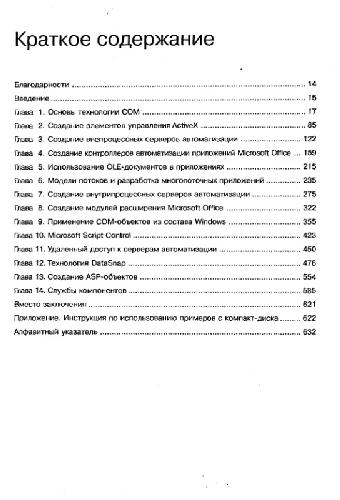 Краткое содержание
Благодарности 14
Введение 15
Глава 1. Основы технологии COM 17
Глава 2. Создание элементов управления ActiveX 85
Глава 3. Создание внепроцессных серверов автоматизации 122
Глава 4. Создание контроллеров автоматизации приложений Microsoft Office 159
Глава 5. Использование OLE-документов в приложениях 215
Глава 6. Модели потоков и разработка многопоточных приложений 235
Глава 7. Создание внутрипроцессных серверов автоматизации 275
Глава 8. Создание модулей расширения Microsoft Office 322
Глава 9. Применение COM-объектов из состава Windows 355
Глава 10. Microsoft Script Control 423
Глава 11. Удаленный доступ к серверам автоматизации 450
Глава 12. Технология DataSnap 476
Глава 13. Создание ASP-объектов 554
Глава 14. Службы компонентов 585
Вместо заключения 621
Приложение. Инструкция по использованию примеров с компакт-диска 622
Алфавитный указатель 632